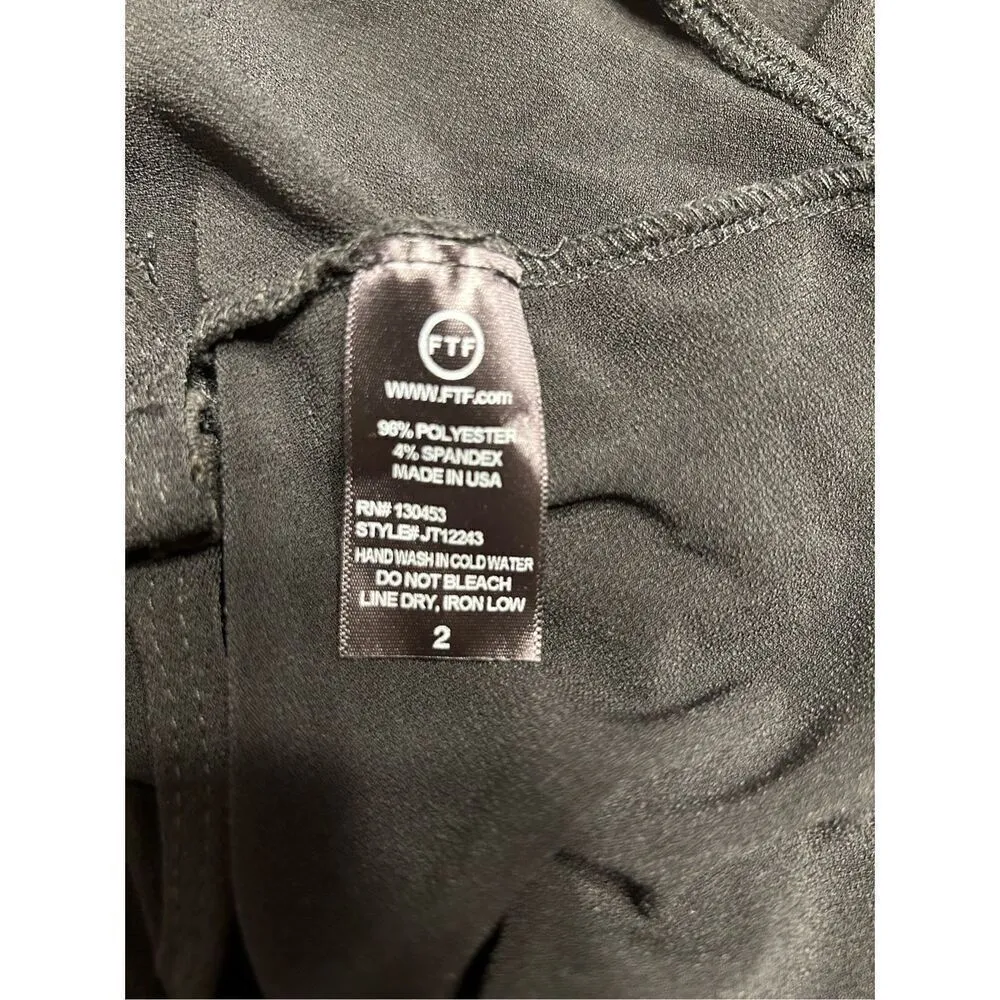 FTF
WWW.FTF.com
96% POLYESTER
4% SPANDEX
MADE IN USA
RN# 130453
STYLE# JT12243
HAND WASH IN COLD WATER
DO NOT BLEACH
LINE DRY, IRON LOW
2